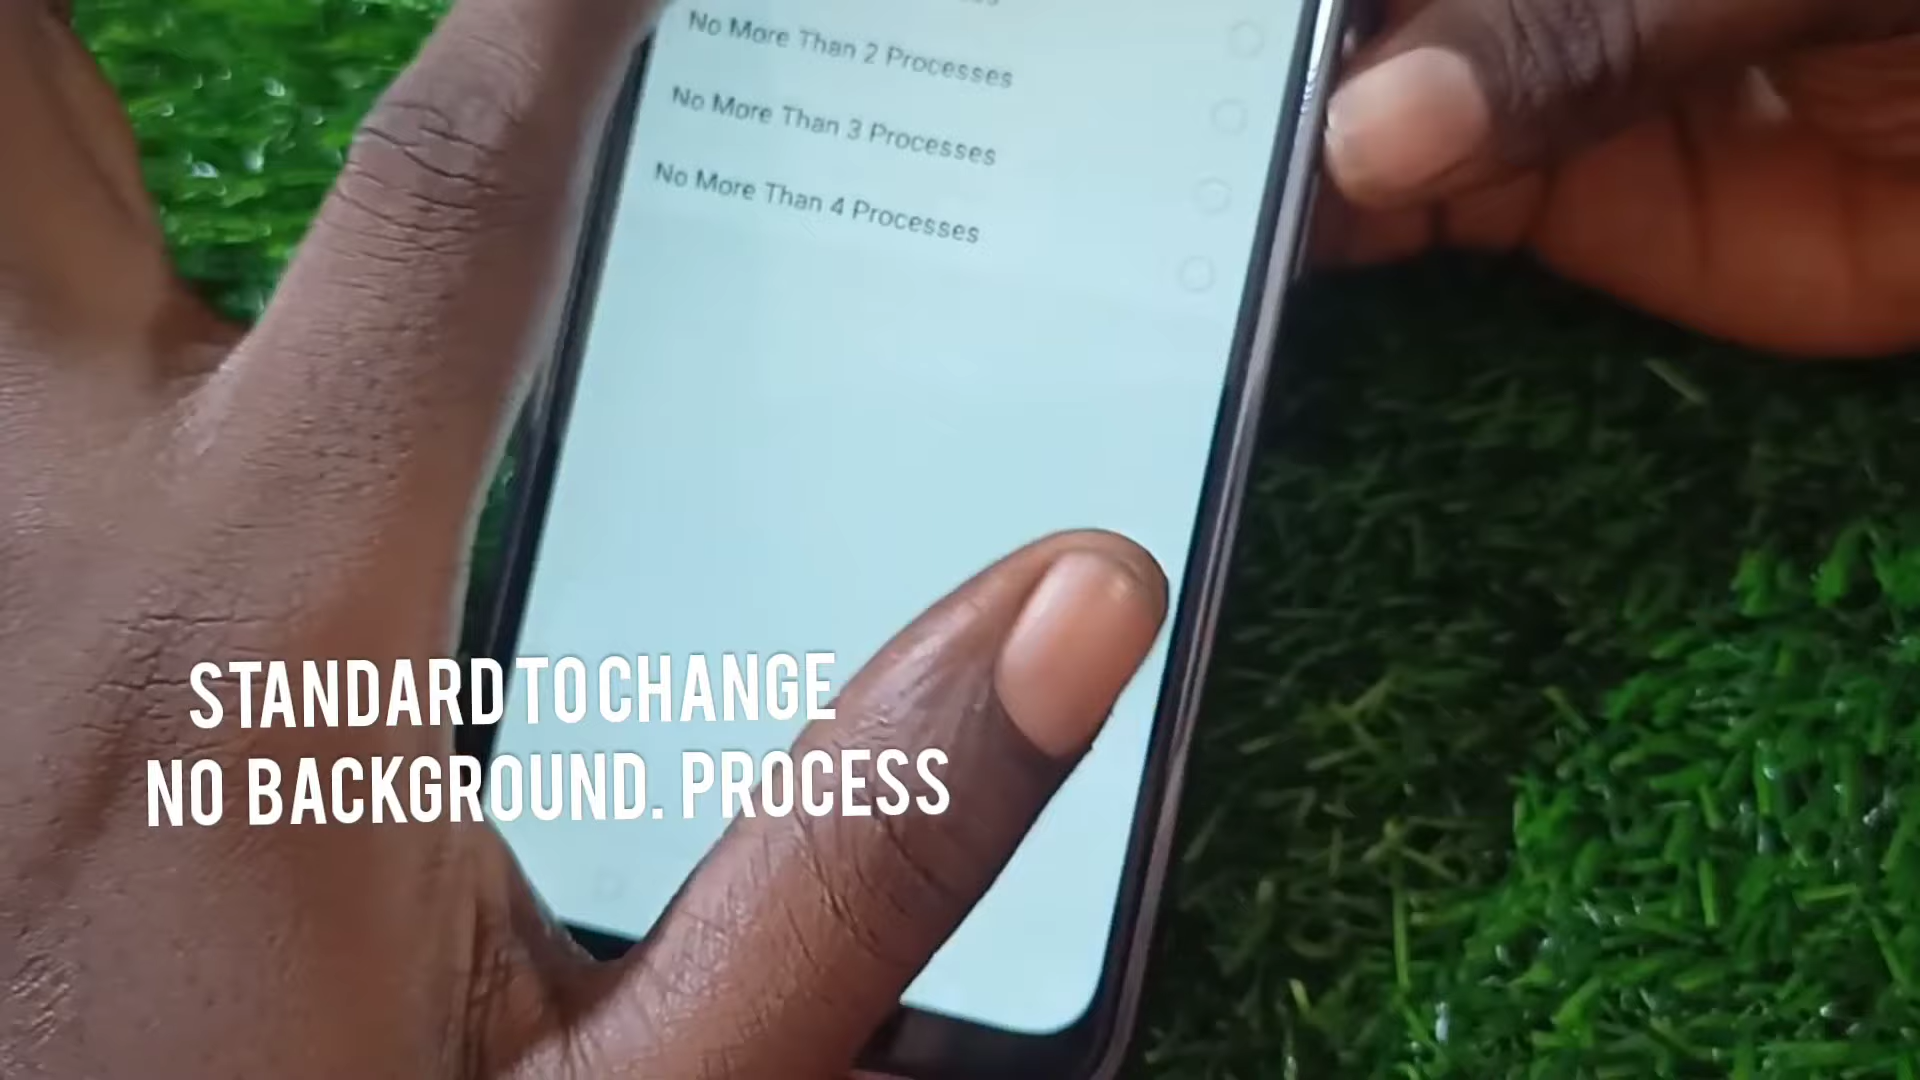 No More Than 2 Processes
No More Than 3 Processes
No More Than 4 Processes
STANDARD TO CHANGE
NO BACKGROUND. PROCESS